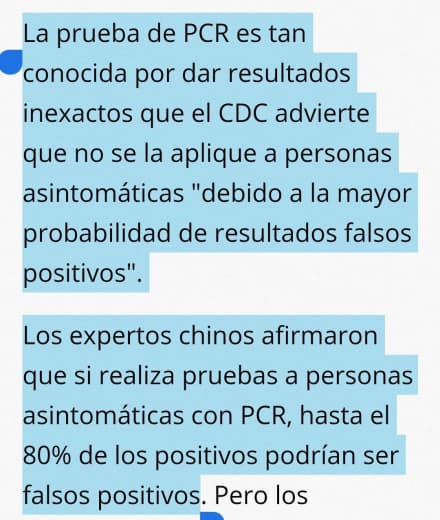 La prueba de PCR es tan
conocida por dar resultados
inexactos que el CDC advierte
que no se la aplique a personas
asintomáticas "debido a la mayor
probabilidad de resultados falsos
positivos".
Los expertos chinos afirmaron
que si realiza pruebas a personas
asintomáticas con PCR, hasta el
80% de los positivos podrían ser
falsos positivos. Pero los